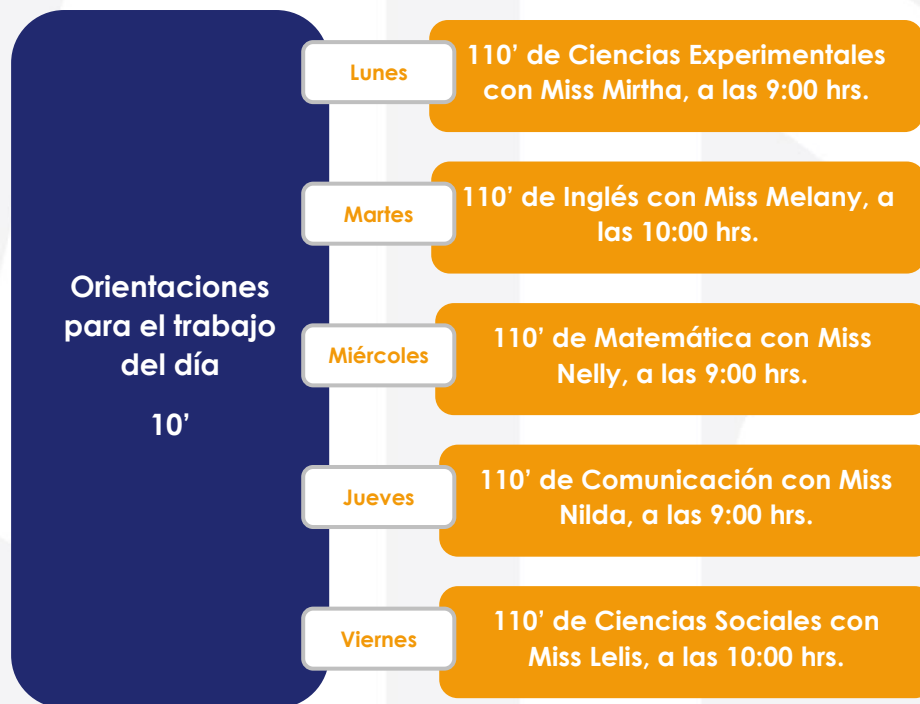 Orientaciones
para el trabajo
del día
10’
Lunes
110’ de Ciencias Experimentales
con Miss Mirtha, a las 9:00 hrs.
Martes
110’ de Inglés con Miss Melany, a
las 10:00 hrs.
Miércoles
110’ de Matemática con Miss
Nelly, a las 9:00 hrs.
Jueves
110’ de Comunicación con Miss
Nilda, a las 9:00 hrs.
Viernes
110’ de Ciencias Sociales con
Miss Lelis, a las 10:00 hrs.